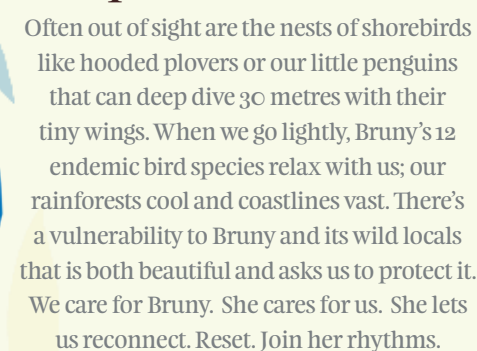 Often out of sight are the nests of shorebirds
like hooded plovers or our little penguins
that can deep dive 30 metres with their
tiny wings. When we go lightly, Bruny's 12
endemic bird species relax with us; our
rainforests cool and coastlines vast. There's
a vulnerability to Bruny and its wild locals
that is both beautiful and asks us to protect it.
We care for Bruny. She cares for us. She lets
us reconnect. Reset. Join her rhythms.